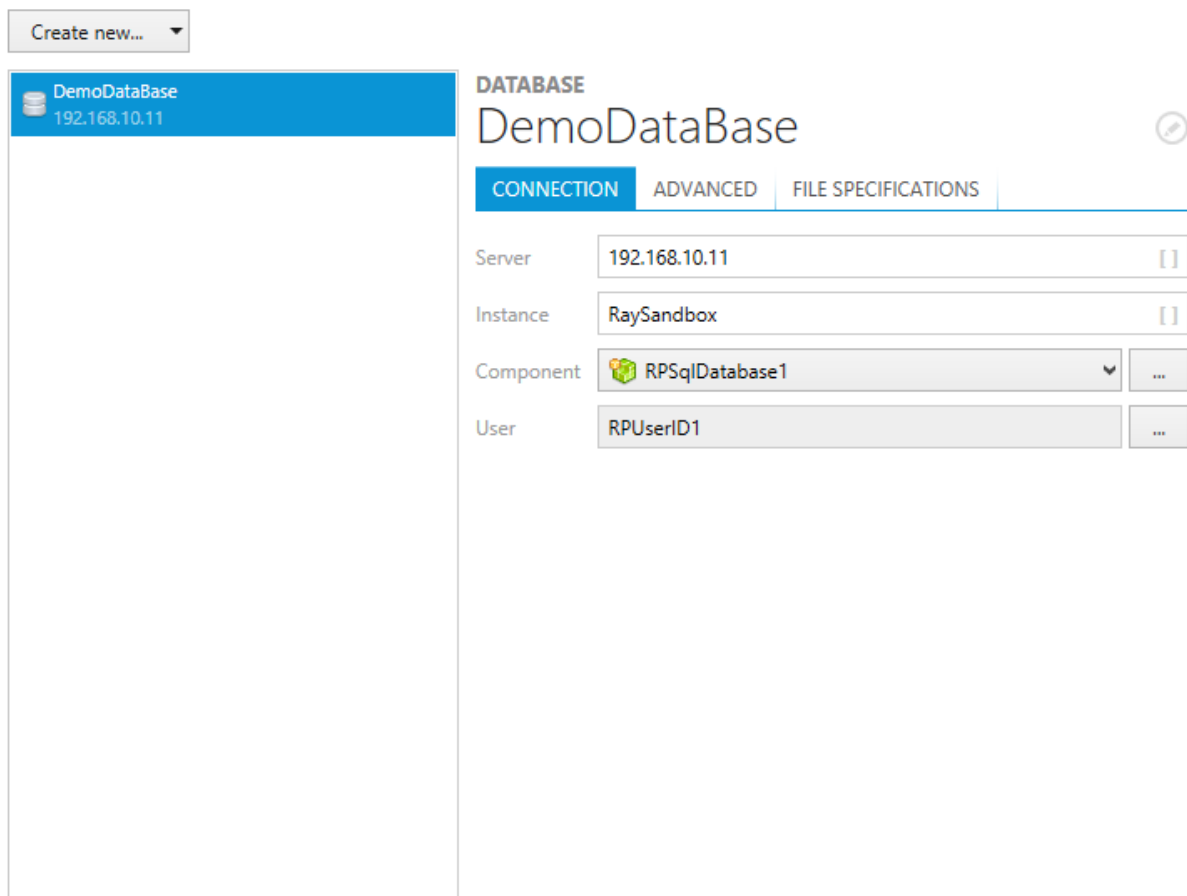 Create new...
DemoDataBase
192.168.10.11
DATABASE
DemoDataBase
CONNECTION ADVANCED FILE SPECIFICATIONS
Server 192.168.10.11 [ ]
Instance RaySandbox [ ]
Component RPSqlDatabase1 ...
User RPUserID1 ...